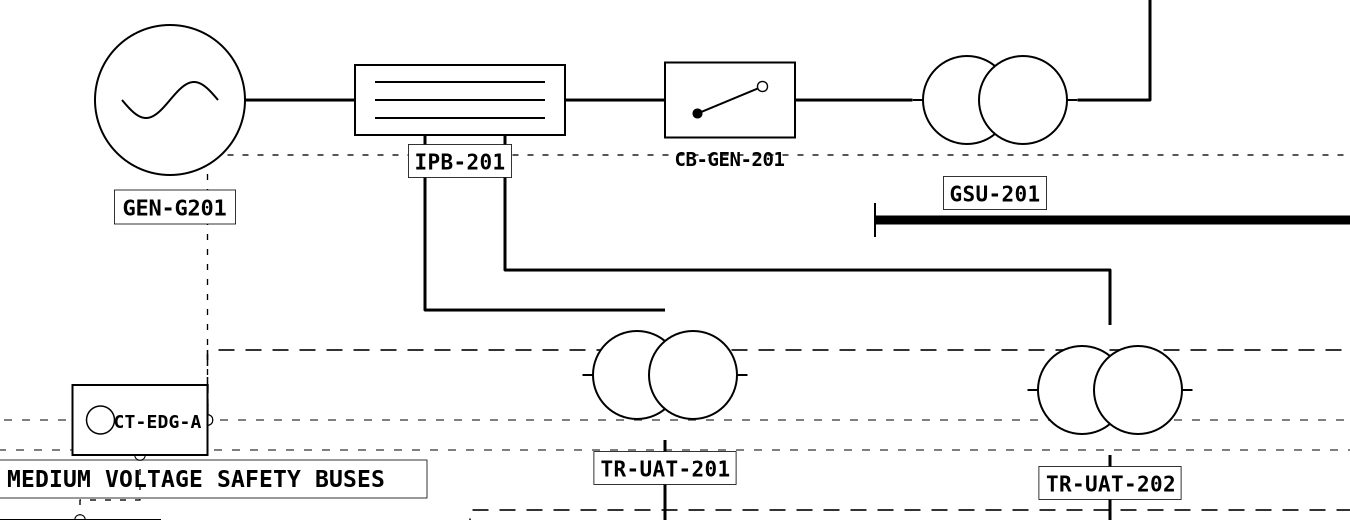 IPB-201
CB-GEN-201
GSU-201
GEN-G201
CT-EDG-A
TR-UAT-201
MEDIUM VOLTAGE SAFETY BUSES
TR-UAT-202